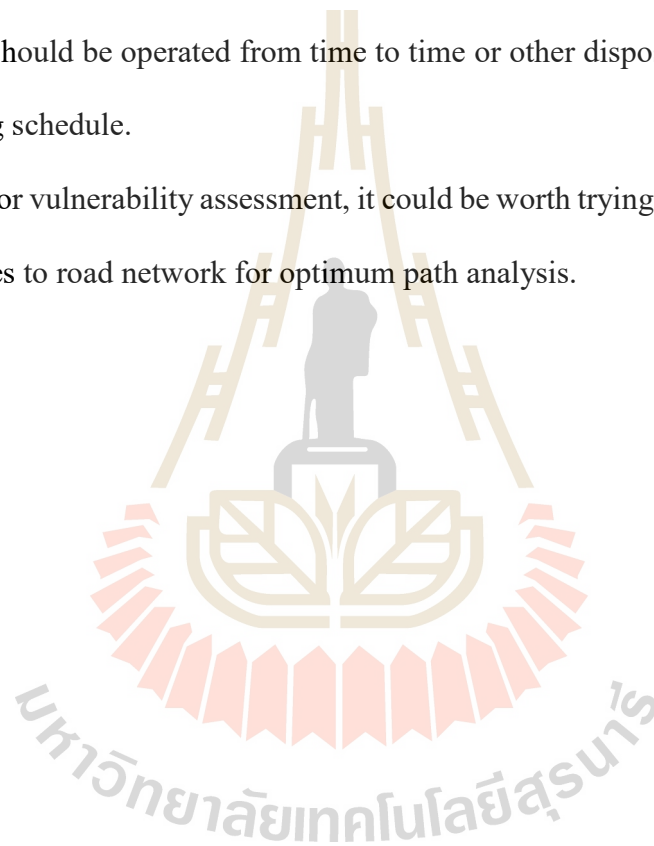 hould be operated from time to time or other dispo
g schedule.
or vulnerability assessment, it could be worth trying
es to road network for optimum path analysis.
มหาวิทยาลัยเทคโนโลยีสุรนารี